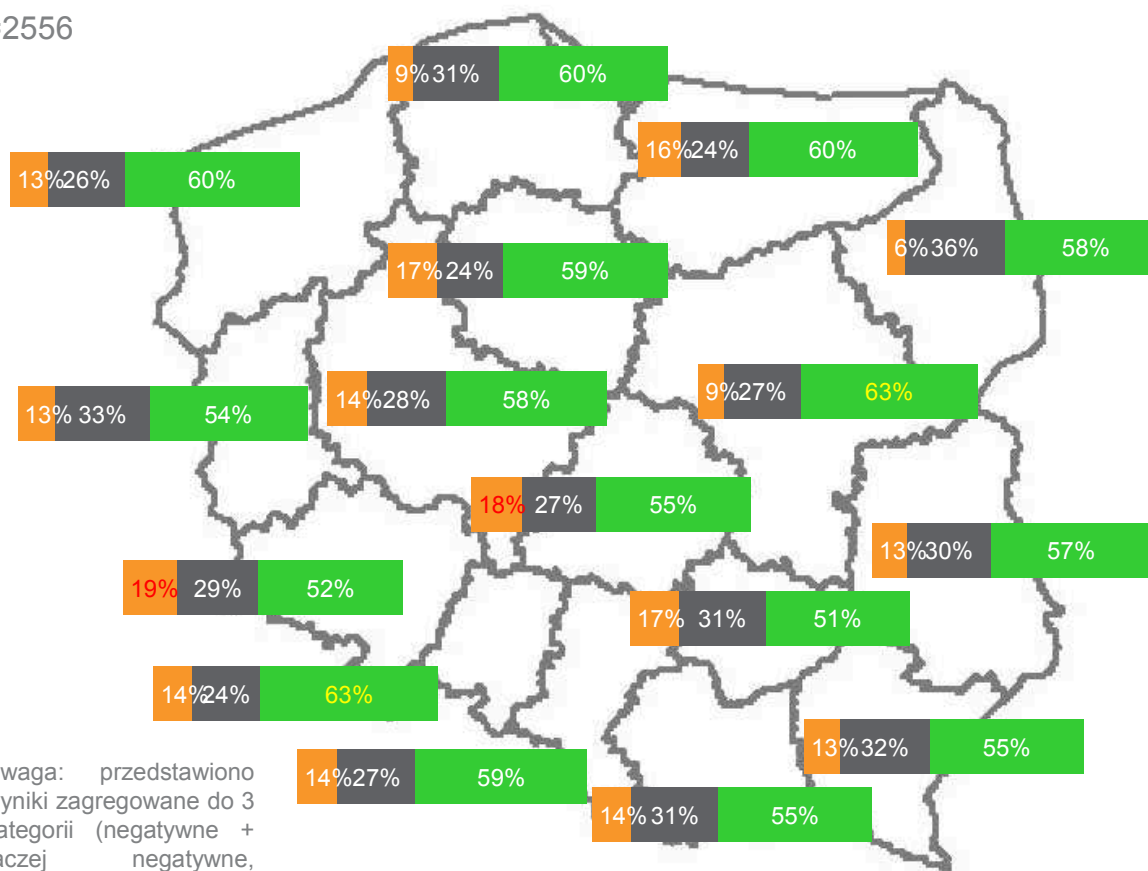 2556
9% 31% 60%
16% 24% 60%
13% 26% 60%
6% 36% 58%
17% 24% 59%
9% 27% 63%
14% 28% 58%
13% 33% 54%
18% 27% 55%
13% 30% 57%
19% 29% 52%
17% 31% 51%
14% 24% 63%
13% 32% 55%
14% 27% 59%
14% 31% 55%
waga: przedstawiono
yniki zagregowane do 3
ategorii (negatywne +
aczej negatywne,